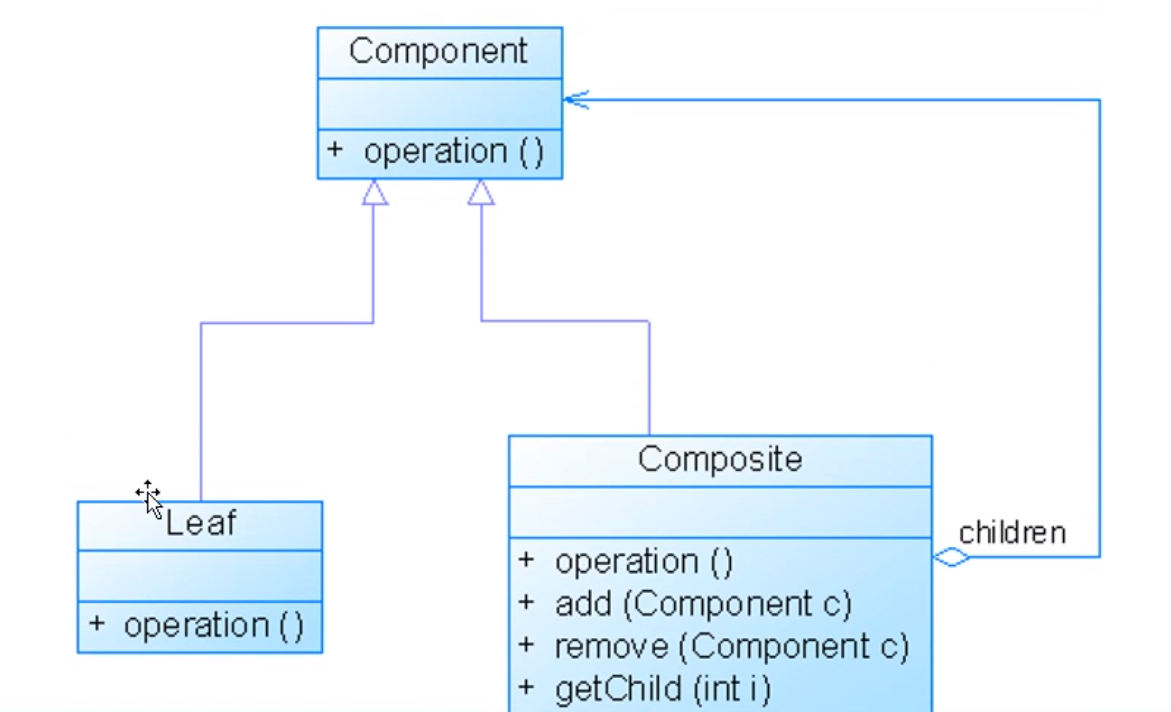 Component
+ operation ()
Leaf
+ operation ()
Composite
+ operation ()
+ add (Component c)
+ remove (Component c)
+ getChild (int i)
children